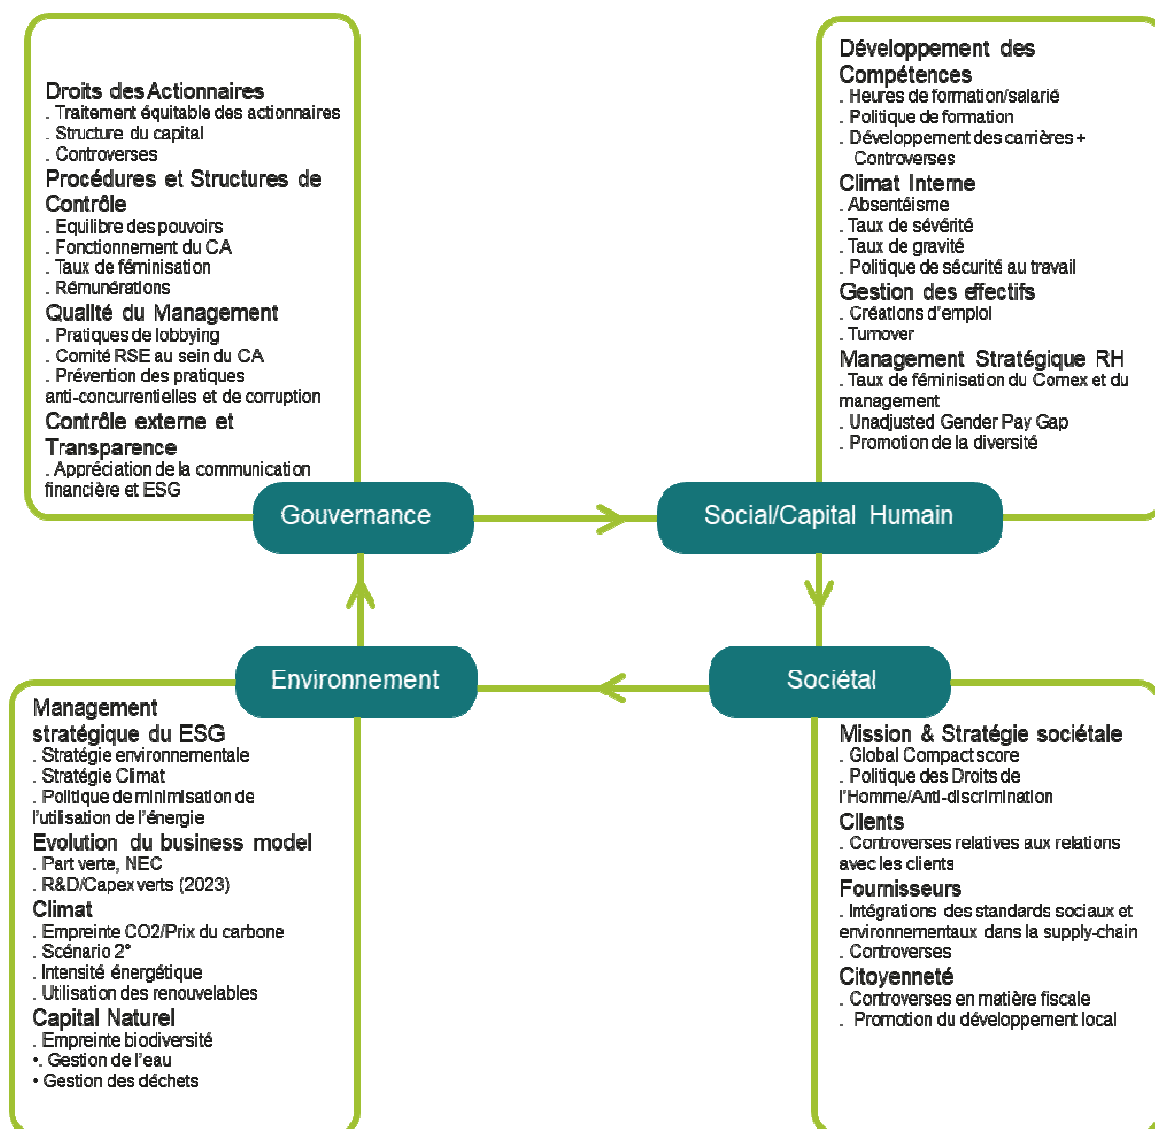 Droits des Actionnaires
. Traitement équitable des actionnaires
. Structure du capital
. Controverses
Procédures et Structures de
Contrôle
. Equilibre des pouvoirs
. Fonctionnement du CA
. Taux de féminisation
. Rémunérations
Qualité du Management
. Pratiques de lobbying
. Comité RSE au sein du CA
. Prévention des pratiques
anti-concurrentielles et de corruption
Contrôle externe et
Transparence
. Appréciation de la communication
financière et ESG
Gouvernance
Développement des
Compétences
. Heures de formation/salarié
. Politique de formation
. Développement des carrières +
Controverses
Climat Interne
. Absentéisme
. Taux de sévérité
. Taux de gravité
. Politique de sécurité au travail
Gestion des effectifs
. Créations d'emploi
. Turnover
Management Stratégique RH
. Taux de féminisation du Comex et du
management
. Unadjusted Gender Pay Gap
. Promotion de la diversité
Social/Capital Humain
Environnement
Management
stratégique du ESG
. Stratégie environnementale
. Stratégie Climat
. Politique de minimisation de
l'utilisation de l'énergie
Evolution du business model
. Part verte, NEC
. R&D/Capex verts (2023)
Climat
. Empreinte CO2/Prix du carbone
. Scénario 2°
. Intensité énergétique
. Utilisation des renouvelables
Capital Naturel
. Empreinte biodiversité
•. Gestion de l'eau
• Gestion des déchets
Sociétal
Mission & Stratégie sociétale
. Global Compact score
. Politique des Droits de
l'Homme/Anti-discrimination
Clients
. Controverses relatives aux relations
avec les clients
Fournisseurs
. Intégrations des standards sociaux et
environnementaux dans la supply-chain
. Controverses
Citoyenneté
. Controverses en matière fiscale
. Promotion du développement local